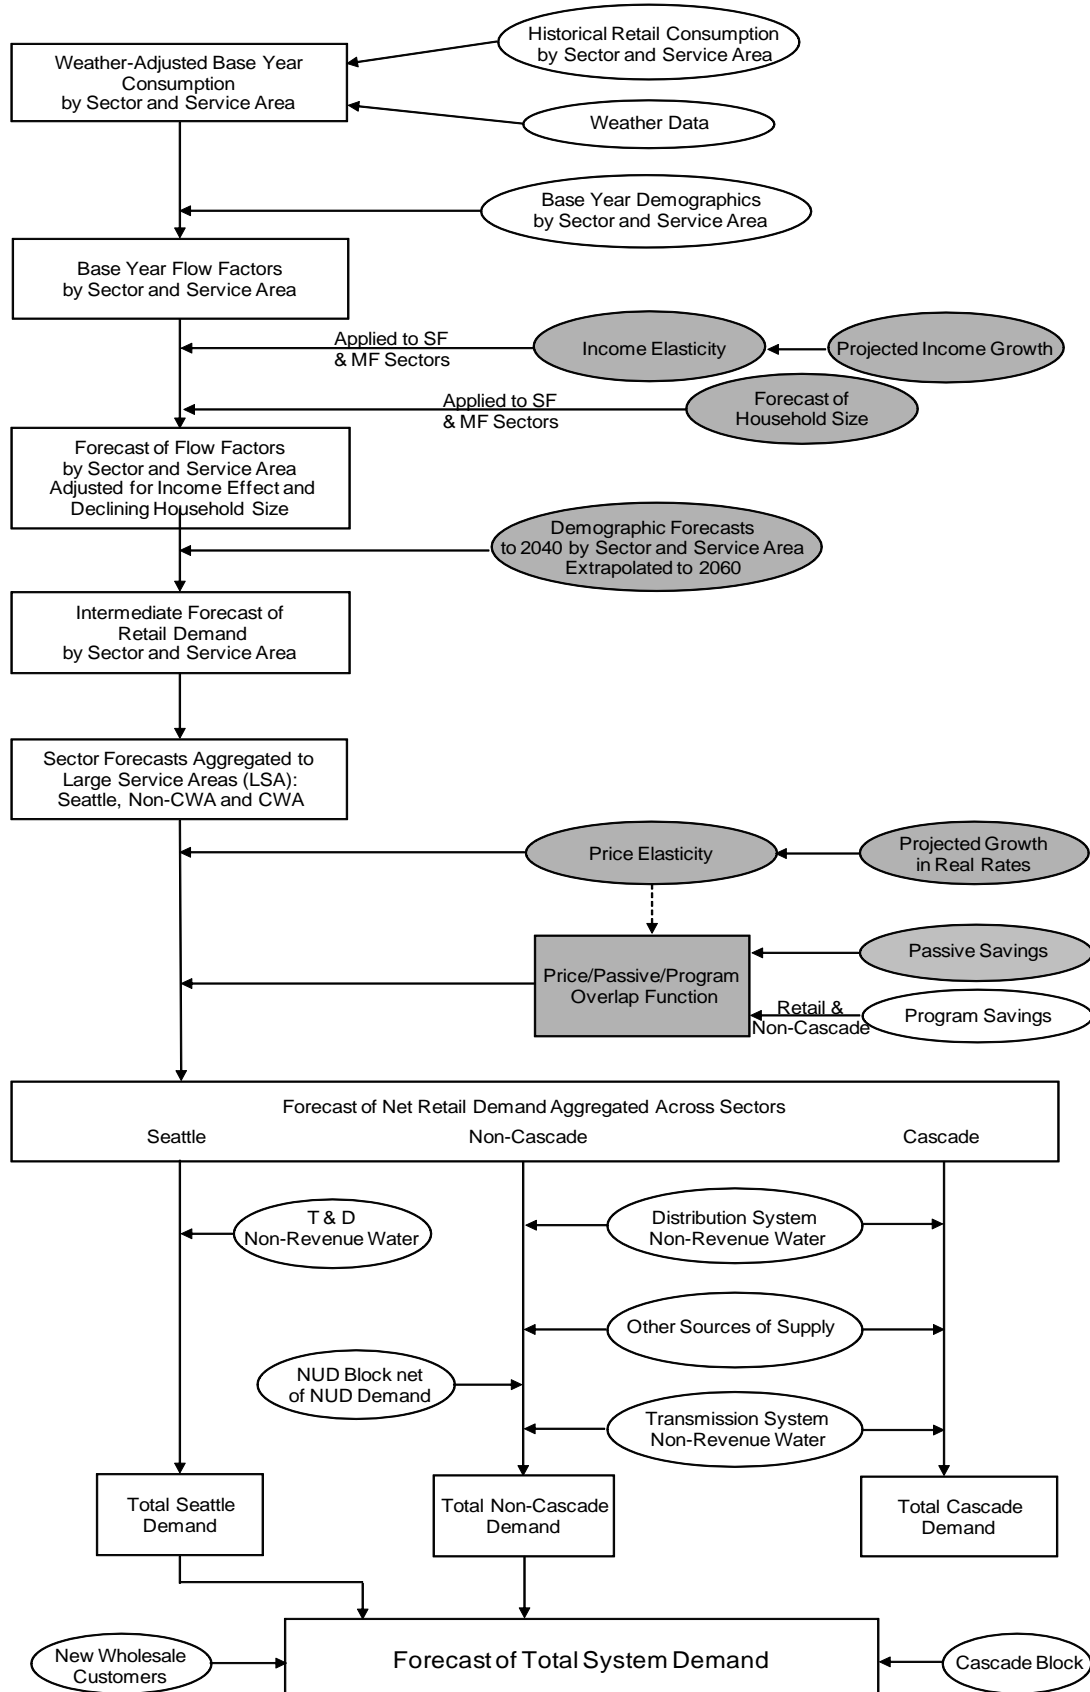 Historical Retail Consumption
by Sector and Service Area
Weather-Adjusted Base Year
Consumption
by Sector and Service Area
Weather Data
Base Year Demographics
by Sector and Service Area
Base Year Flow Factors
by Sector and Service Area
Applied to SF
& MF Sectors
Income Elasticity
Projected Income Growth
Applied to SF
& MF Sectors
Forecast of
Household Size
Forecast of Flow Factors
by Sector and Service Area
Adjusted for Income Effect and
Declining Household Size
Demographic Forecasts
to 2040 by Sector and Service Area
Extrapolated to 2060
Intermediate Forecast of
Retail Demand
by Sector and Service Area
Sector Forecasts Aggregated to
Large Service Areas (LSA):
Seattle, Non-CWA and CWA
Price Elasticity
Projected Growth
in Real Rates
Price/Passive/Program
Overlap Function
Passive Savings
Retail &
Non-Cascade
Program Savings
Forecast of Net Retail Demand Aggregated Across Sectors
Seattle
Non-Cascade
Cascade
T & D
Non-Revenue Water
Distribution System
Non-Revenue Water
Other Sources of Supply
NUD Block net
of NUD Demand
Transmission System
Non-Revenue Water
Total Seattle
Demand
Total Non-Cascade
Demand
Total Cascade
Demand
New Wholesale
Customers
Forecast of Total System Demand
Cascade Block